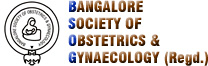 BANGALORE
SOCIETY OF
OBSTETRICS &
GYNAECOLOGY (Regd.)